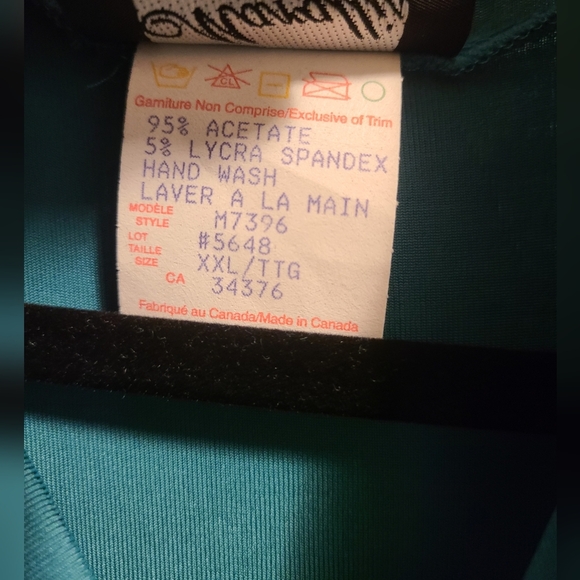 CL
Garniture Non Comprise/Exclusive of Trim
95% ACETATE
5% LYCRA SPANDEX
HAND WASH
LAVER A LA MAIN
MODÈLE
STYLE M7396
LOT #5648
TAILLE
SIZE XXL/TTG
CA 34376
Fabriqué au Canada/Made in Canada